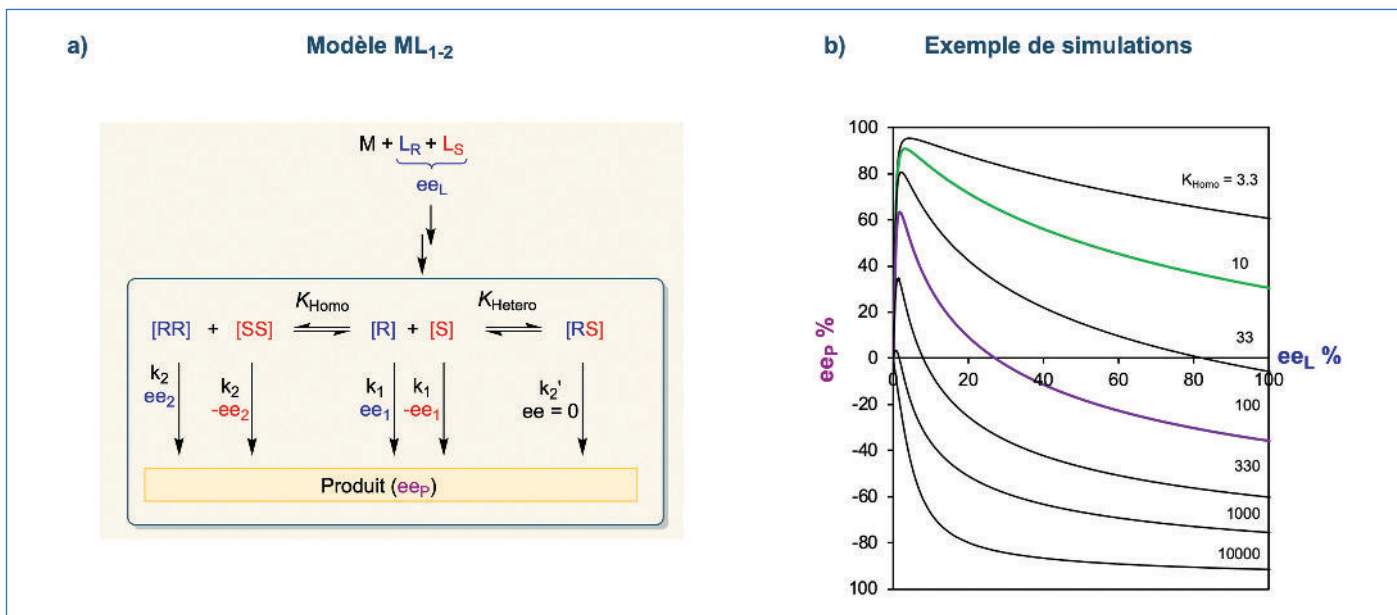 a) Modèle ML1-2
M + LR + LS
eeL
KHomo KHetero
[RR] + [SS] [R] + [S] [RS]
k2 k2 k1 k1 k2'
ee2 -ee2 ee1 -ee1 ee = 0
Produit (eeP)
b) Exemple de simulations
100
80
60
40
20
0
-20
-40
-60
-80
100
eeP %
0 20 40 60 80 100
eeL %
KHomo = 3.3
10
33
100
330
1000
10000